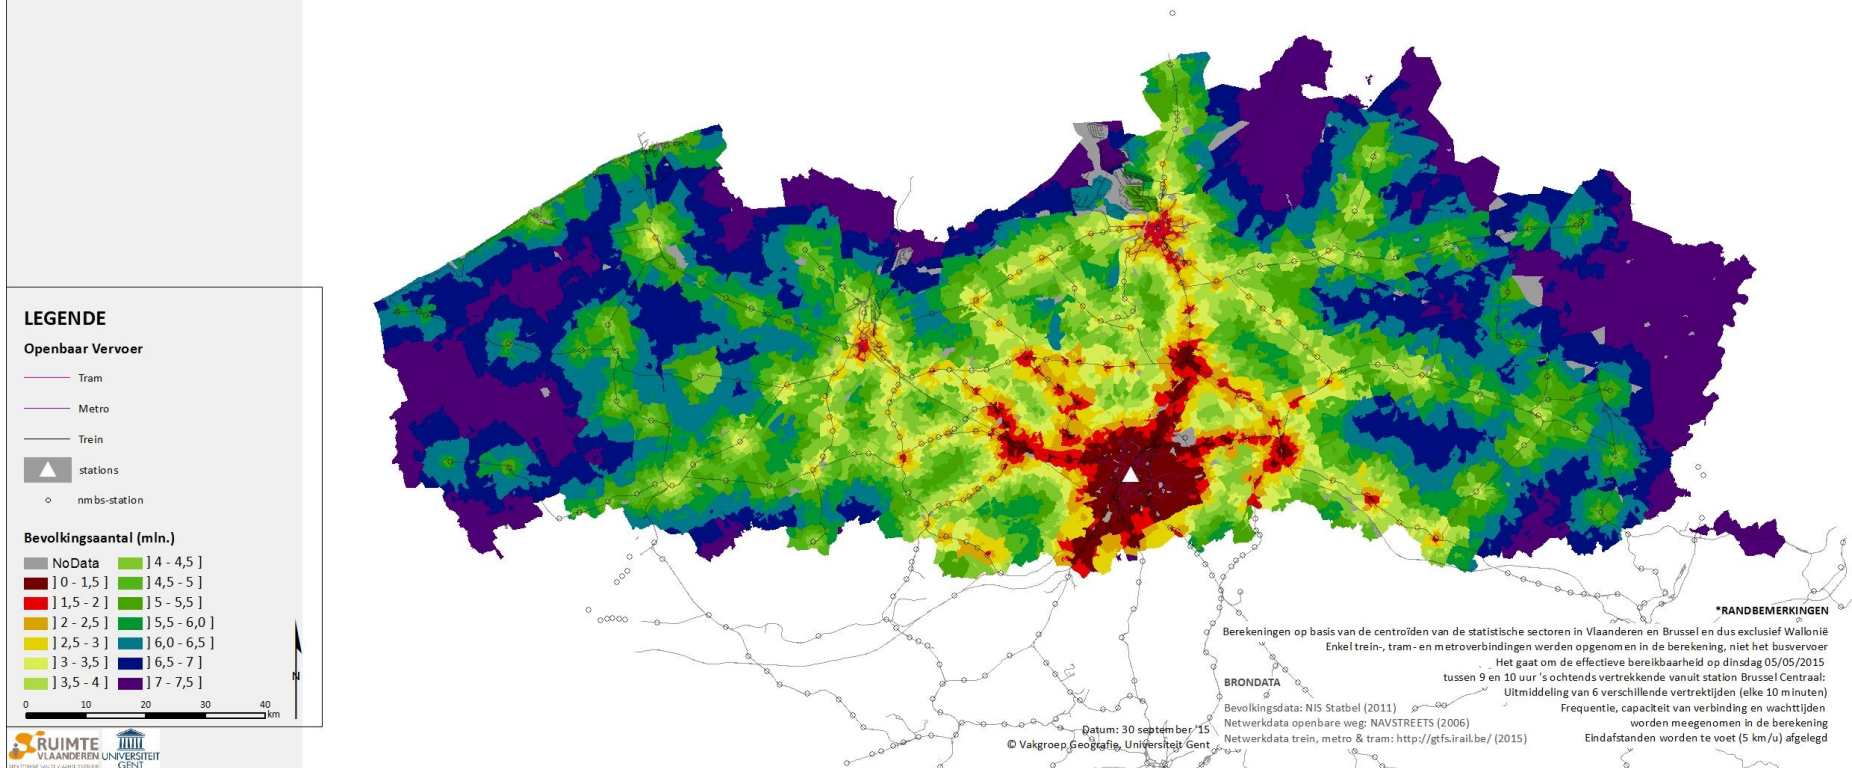 LEGENDE
Openbaar Vervoer
Tram
Metro
Trein
stations
nmbs-station
Bevolkingsaantal (mln.)
NoData
] 0 - 1,5 ]
] 1,5 - 2 ]
] 2 - 2,5 ]
] 2,5 - 3 ]
] 3 - 3,5 ]
] 3,5 - 4 ]
] 4 - 4,5 ]
] 4,5 - 5 ]
] 5 - 5,5 ]
] 5,5 - 6,0 ]
] 6,0 - 6,5 ]
] 6,5 - 7 ]
] 7 - 7,5 ]
N
0 10 20 30 40
km
RUIMTE
VLAANDEREN
UNIVERSITEIT
GENT
Datum: 30 september '15
© Vakgroep Geografie, Universiteit Gent
BRONDATA
Bevolkingsdata: NIS Statbel (2011)
Netwerkdata openbare weg: NAVSTREETS (2006)
Netwerkdata trein, metro & tram: http://gtfs.irail.be/ (2015)
*RANDBEMERKINGEN
Berekeningen op basis van de centroïden van de statistische sectoren in Vlaanderen en Brussel en dus exclusief Wallonië
Enkel trein-, tram- en metroverbindingen werden opgenomen in de berekening, niet het busvervoer
Het gaat om de effectieve bereikbaarheid op dinsdag 05/05/2015
tussen 9 en 10 uur 's ochtends vertrekkende vanuit station Brussel Centraal:
Uitmiddeling van 6 verschillende vertrektijden (elke 10 minuten)
Frequentie, capaciteit van verbinding en wachttijden
worden meegenomen in de berekening
Eindafstanden worden te voet (5 km/u) afgelegd